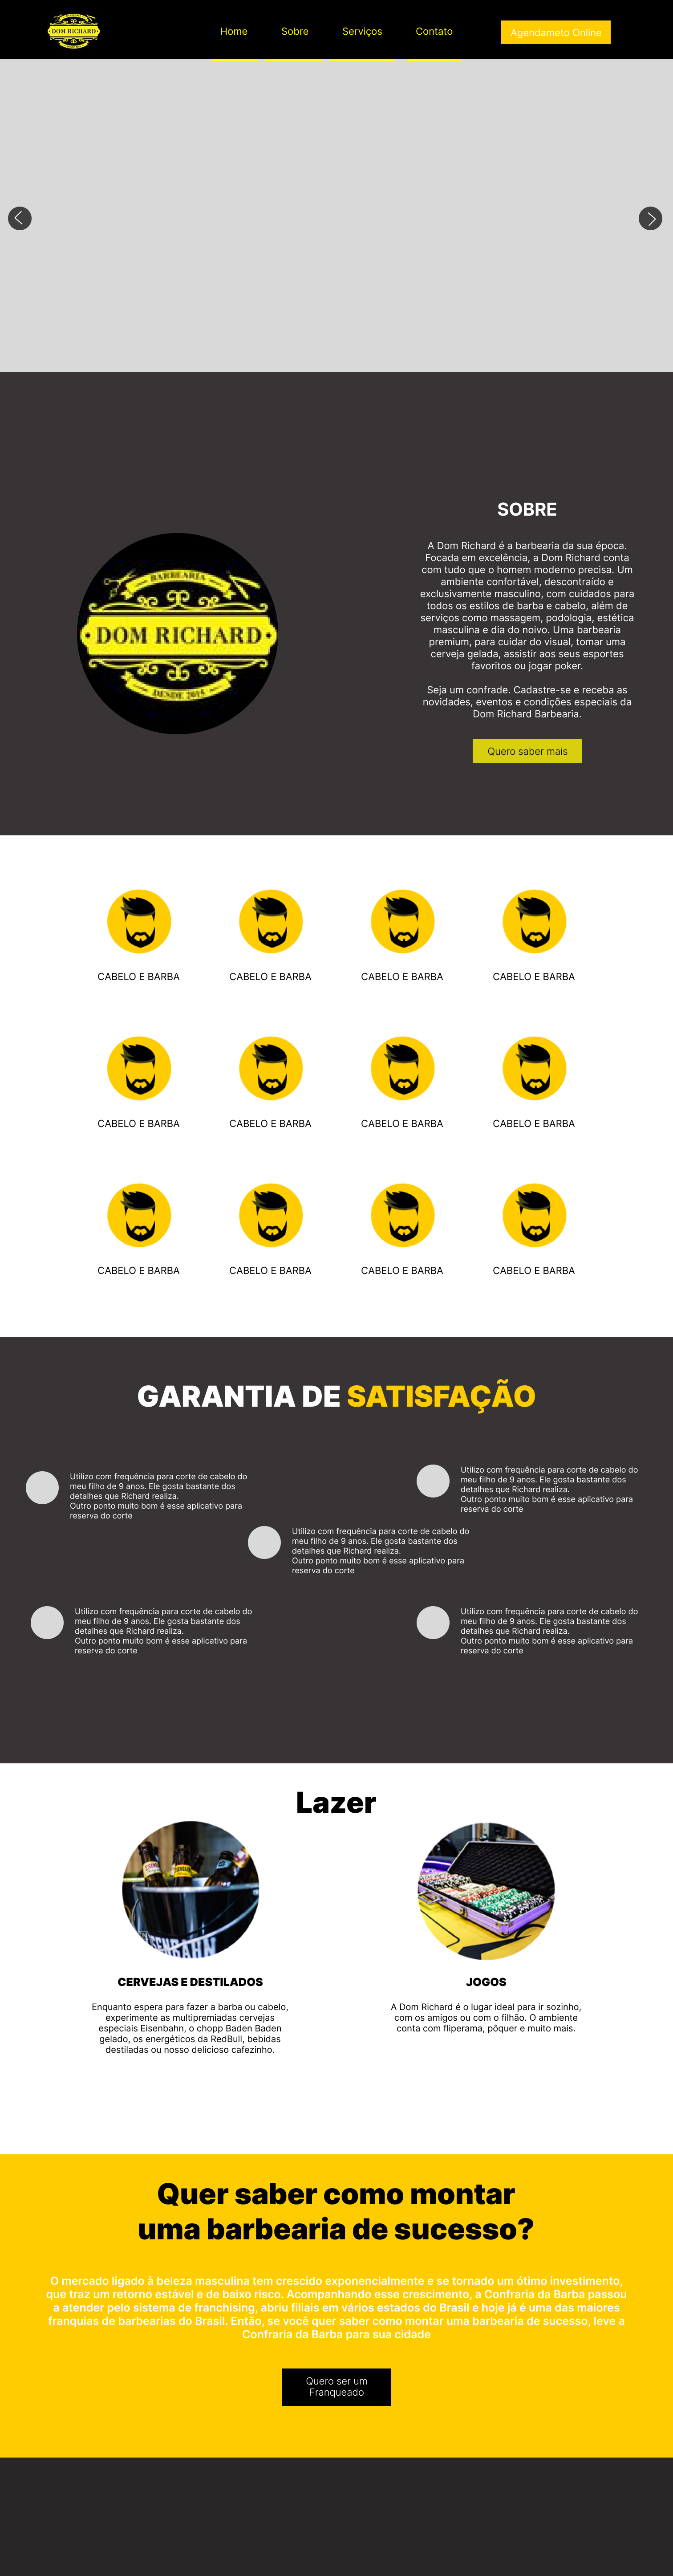 DOM RICHARD
Home
Sobre
Serviços
Contato
Agendameto Online
SOBRE
A Dom Richard é a barbearia da sua época.
Focada em excelência, a Dom Richard conta
com tudo que o homem moderno precisa. Um
ambiente confortável, descontraído e
exclusivamente masculino, com cuidados para
todos os estilos de barba e cabelo, além de
serviços como massagem, podologia, estética
masculina e dia do noivo. Uma barbearia
premium, para cuidar do visual, tomar uma
cerveja gelada, assistir aos seus esportes
favoritos ou jogar poker.
Seja um confrade. Cadastre-se e receba as
novidades, eventos e condições especiais da
Dom Richard Barbearia.
Quero saber mais
BARBEARIA
DOM RICHARD
DESDE 2015
CABELO E BARBA
CABELO E BARBA
CABELO E BARBA
CABELO E BARBA
CABELO E BARBA
CABELO E BARBA
CABELO E BARBA
CABELO E BARBA
CABELO E BARBA
CABELO E BARBA
CABELO E BARBA
CABELO E BARBA
GARANTIA DE SATISFAÇÃO
Utilizo com frequência para corte de cabelo do
meu filho de 9 anos. Ele gosta bastante dos
detalhes que Richard realiza.
Outro ponto muito bom é esse aplicativo para
reserva do corte
Utilizo com frequência para corte de cabelo do
meu filho de 9 anos. Ele gosta bastante dos
detalhes que Richard realiza.
Outro ponto muito bom é esse aplicativo para
reserva do corte
Utilizo com frequência para corte de cabelo do
meu filho de 9 anos. Ele gosta bastante dos
detalhes que Richard realiza.
Outro ponto muito bom é esse aplicativo para
reserva do corte
Utilizo com frequência para corte de cabelo do
meu filho de 9 anos. Ele gosta bastante dos
detalhes que Richard realiza.
Outro ponto muito bom é esse aplicativo para
reserva do corte
Utilizo com frequência para corte de cabelo do
meu filho de 9 anos. Ele gosta bastante dos
detalhes que Richard realiza.
Outro ponto muito bom é esse aplicativo para
reserva do corte
Lazer
CERVEJAS E DESTILADOS
Enquanto espera para fazer a barba ou cabelo,
experimente as multipremiadas cervejas
especiais Eisenbahn, o chopp Baden Baden
gelado, os energéticos da RedBull, bebidas
destiladas ou nosso delicioso cafezinho.
JOGOS
A Dom Richard é o lugar ideal para ir sozinho,
com os amigos ou com o filhão. O ambiente
conta com fliperama, pôquer e muito mais.
Quer saber como montar
uma barbearia de sucesso?
O mercado ligado à beleza masculina tem crescido exponencialmente e se tornado um ótimo investimento,
que traz um retorno estável e de baixo risco. Acompanhando esse crescimento, a Confraria da Barba passou
a atender pelo sistema de franchising, abriu filiais em vários estados do Brasil e hoje já é uma das maiores
franquias de barbearias do Brasil. Então, se você quer saber como montar uma barbearia de sucesso, leve a
Confraria da Barba para sua cidade
Quero ser um
Franqueado